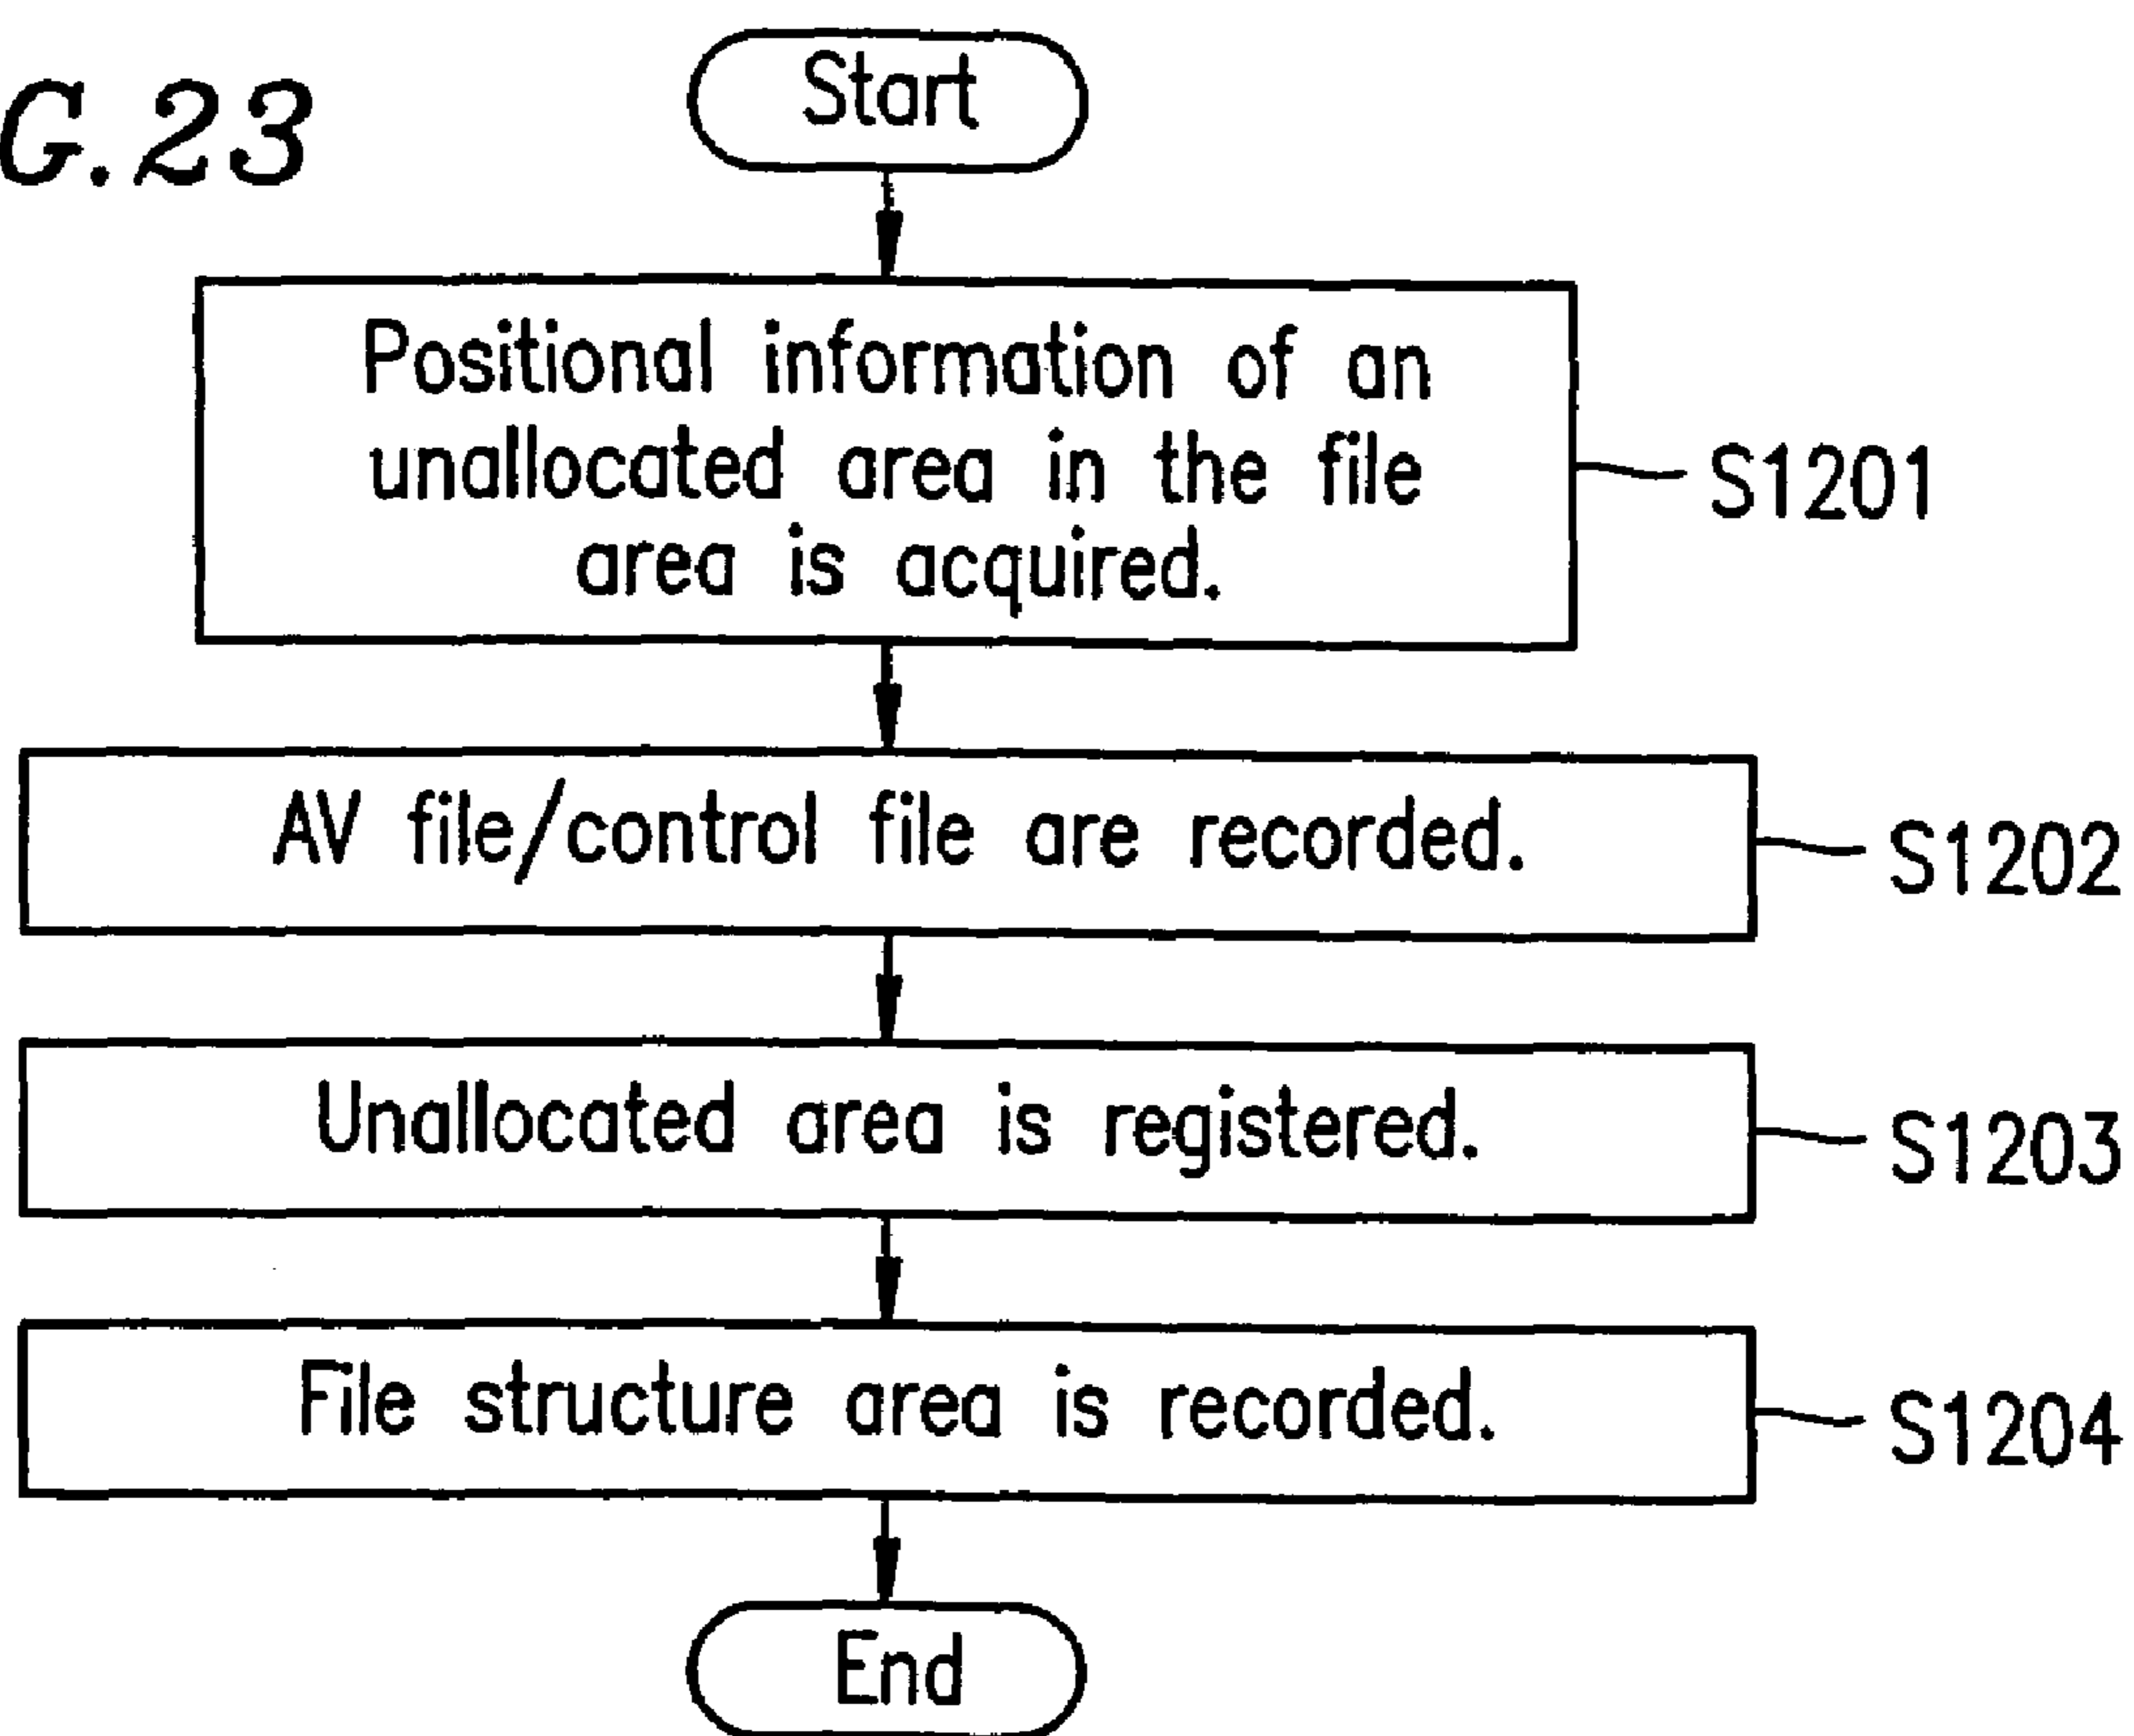 G.23
Start
Positional information of an
unallocated area in the file
area is acquired.
S1201
AV file/control file are recorded.
S1202
Unallocated area is registered.
S1203
File structure area is recorded.
S1204
End